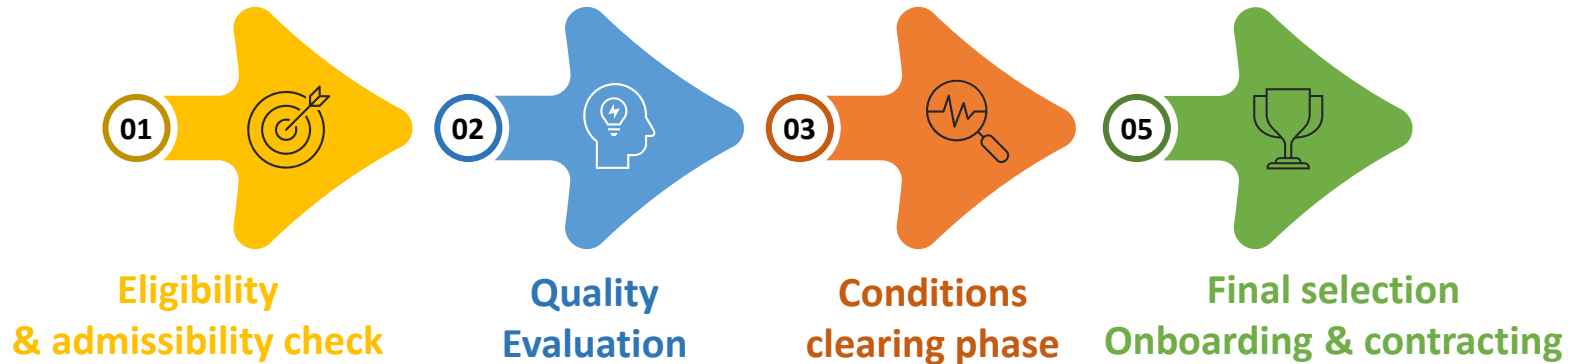 01
Eligibility
& admissibility check
02
Quality
Evaluation
03
Conditions
clearing phase
05
Final selection
Onboarding & contracting